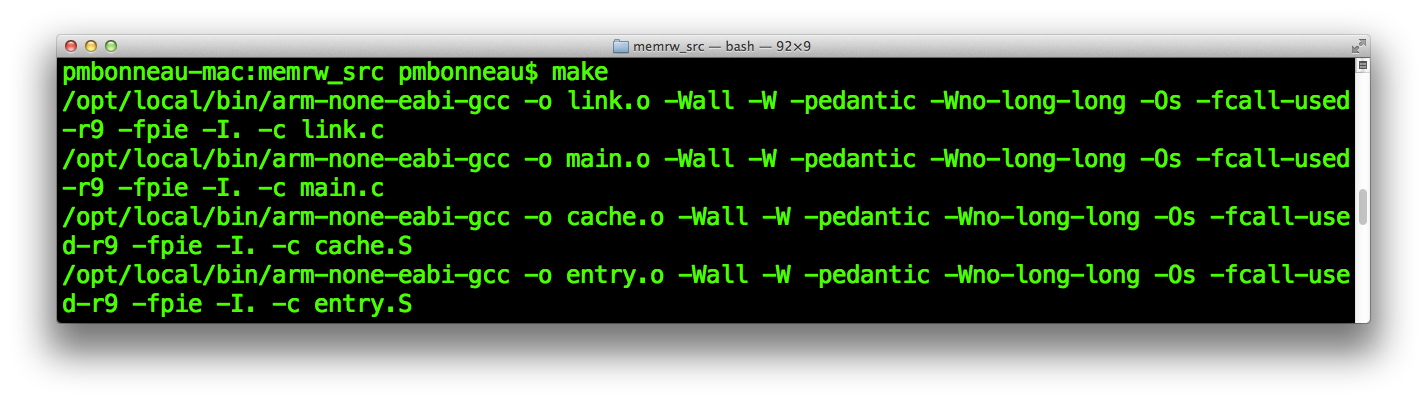 memrw_src — bash — 92×9
pmbonneau-mac:memrw_src pmbonneau$ make
/opt/local/bin/arm-none-eabi-gcc -o link.o -Wall -W -pedantic -Wno-long-long -Os -fcall-used
-r9 -fpie -I. -c link.c
/opt/local/bin/arm-none-eabi-gcc -o main.o -Wall -W -pedantic -Wno-long-long -Os -fcall-used
-r9 -fpie -I. -c main.c
/opt/local/bin/arm-none-eabi-gcc -o cache.o -Wall -W -pedantic -Wno-long-long -Os -fcall-use
d-r9 -fpie -I. -c cache.S
/opt/local/bin/arm-none-eabi-gcc -o entry.o -Wall -W -pedantic -Wno-long-long -Os -fcall-use
d-r9 -fpie -I. -c entry.S